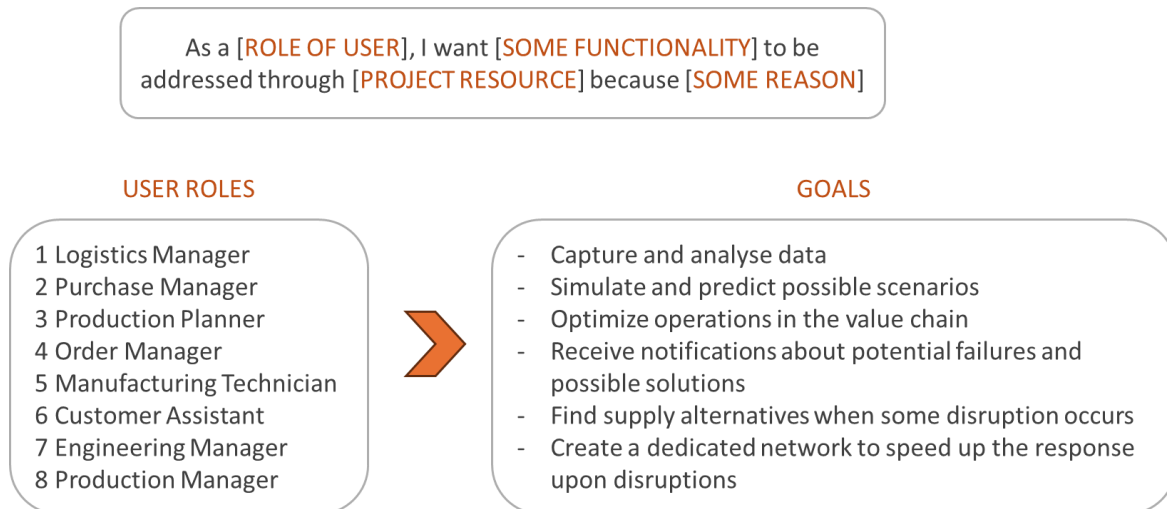 As a [ROLE OF USER], I want [SOME FUNCTIONALITY] to be
addressed through [PROJECT RESOURCE] because [SOME REASON]
USER ROLES
1 Logistics Manager
2 Purchase Manager
3 Production Planner
4 Order Manager
5 Manufacturing Technician
6 Customer Assistant
7 Engineering Manager
8 Production Manager
GOALS
- Capture and analyse data
- Simulate and predict possible scenarios
- Optimize operations in the value chain
- Receive notifications about potential failures and
possible solutions
- Find supply alternatives when some disruption occurs
- Create a dedicated network to speed up the response
upon disruptions